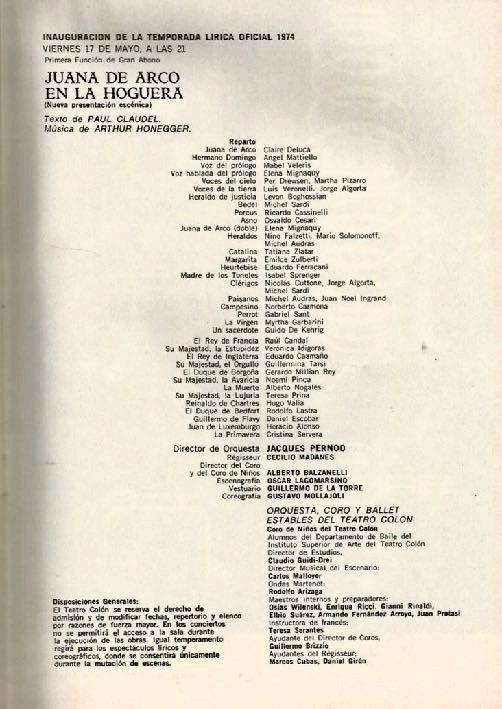 INAUGURACION DE LA TEMPORADA LIRICA OFICIAL 1974
VIERNES 17 DE MAYO, A LAS 21
Primera Función de Gran Abono
JUANA DE ARCO
EN LA HOGUERA
(Nueva presentación escénica)
Texto de PAUL CLAUDEL.
Música de ARTHUR HONEGGER.
Reparto
Juana de Arco Claire Deluca
Hermano Domingo Angel Mattiello
Voz del prólogo Mabel Veleris
Voz hablada del prólogo Elena Mignaquy
Voces del cielo Per Drewsen, Martha Pizarro
Voces de la tierra Luis Veronelli, Jorge Algorta
Heraldo de justicia Levon Boghossian
Bedel Michel Sardi
Porcus Ricardo Cassinelli
Asno Osvaldo Cesari
Juana de Arco (doble) Elena Mignaquy
Heraldos Nino Falzetti, Mario Solomonoff,
Michel Audras
Catalina Tatiana Zlatar
Margarita Emilce Zulberti
Heurtebise Eduardo Ferracani
Madre de los Toneles Isabel Sprenger
Clérigos Nicolas Cuttone, Jorge Algorta,
Michel Sardi
Paisanos Michel Audras, Juan Noel Ingrand
Campesino Norberto Carmona
Perrot Gabriel Sant
La Virgen Myrtha Garbarini
Un sacerdote Guido De Kehrig
El Rey de Francia Raúl Candal
Su Majestad, la Estupidez Verónica Idigoras
El Rey de Inglaterra Eduardo Caamaño
Su Majestad, el Orgullo Guillermina Tarsi
El Duque de Borgoña Gerardo Millian Rey
Su Majestad, la Avaricia Noemi Pinca
La Muerte Alberto Nogales
Su Majestad, la Lujuria Teresa Prina
Reinaldo de Chartres Hugo Valia
El Duque de Bedfort Rodolfo Lastra
Guillermo de Flavy Daniel Escobar
Juan de Luxemburgo Horacio Alonso
La Primavera Cristina Servera
Director de Orquesta JACQUES PERNOO
Régisseur CECILIO MADANES
Director del Coro
y del Coro de Niños ALBERTO BALZANELLI
Escenografía OSCAR LAGOMARSINO
Vestuario GUILLERMO DE LA TORRE
Coreografía GUSTAVO MOLLAJOLI
ORQUESTA, CORO Y BALLET
ESTABLES DEL TEATRO COLON
Coro de Niños del Teatro Colón
Alumnos del Departamento de Baile del
Instituto Superior de Arte del Teatro Colón
Director de Estudios,
Claudio Guidi-Drei
Director Musical del Escenario:
Carlos Malloyer
Ondas Martenot:
Rodolfo Arizaga
Maestros internos y preparadores:
Osias Wilenski, Enrique Ricci, Gianni Rinaldi,
Elbio Suárez, Armando Fernández Arroyo, Juan Protasi
Instructora de francés:
Teresa Serantes
Ayudante del Director de Coros,
Guillermo Brizzio
Ayudantes del Régisseur:
Marcos Cubas, Daniel Girón
Disposiciones Generales:
El Teatro Colón se reserva el derecho de
admisión y de modificar fechas, repertorio y elenco
por razones de fuerza mayor. En los conciertos
no se permitirá el acceso a la sala durante
la ejecución de las obras. Igual temperamento
regirá para los espectáculos líricos y
coreográficos, donde se consentirá únicamente
durante la mutación de escenas.